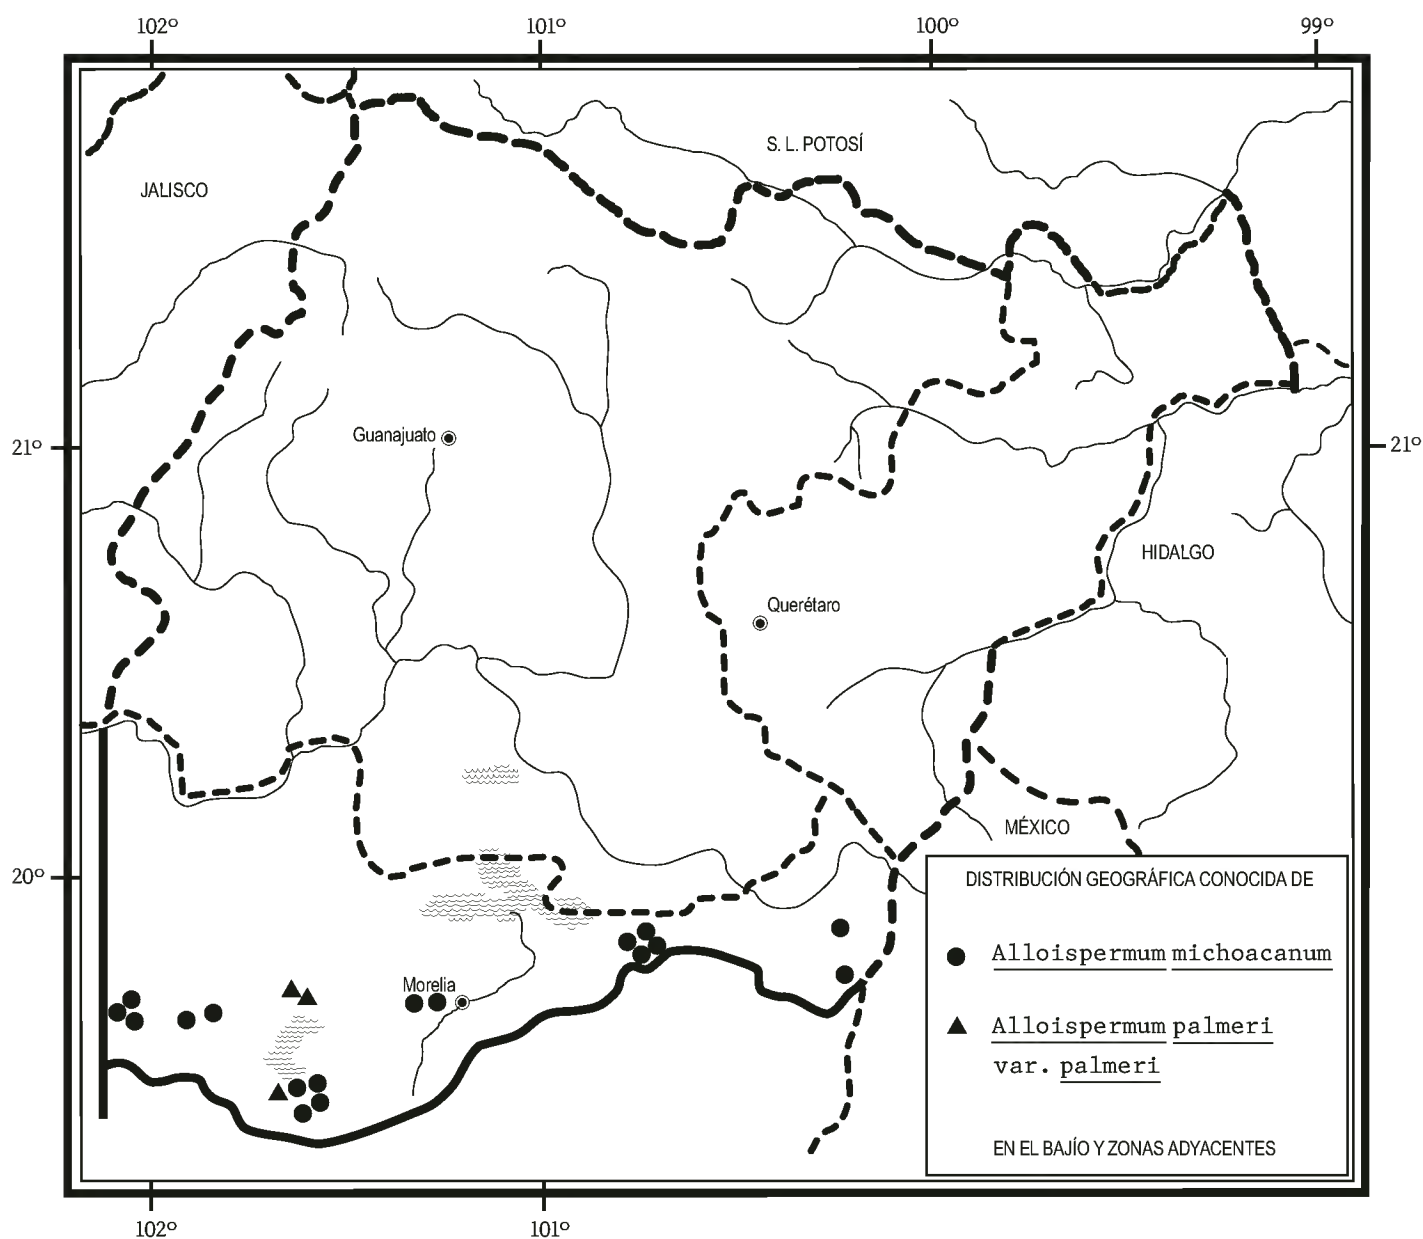 102º 101º 100º 99º
S. L. POTOSÍ
JALISCO
Guanajuato
21º 21º
HIDALGO
Querétaro
MÉXICO
20º
DISTRIBUCIÓN GEOGRÁFICA CONOCIDA DE
Alloispermum michoacanum
Morelia
Alloispermum palmeri
var. palmeri
EN EL BAJÍO Y ZONAS ADYACENTES
102º 101º